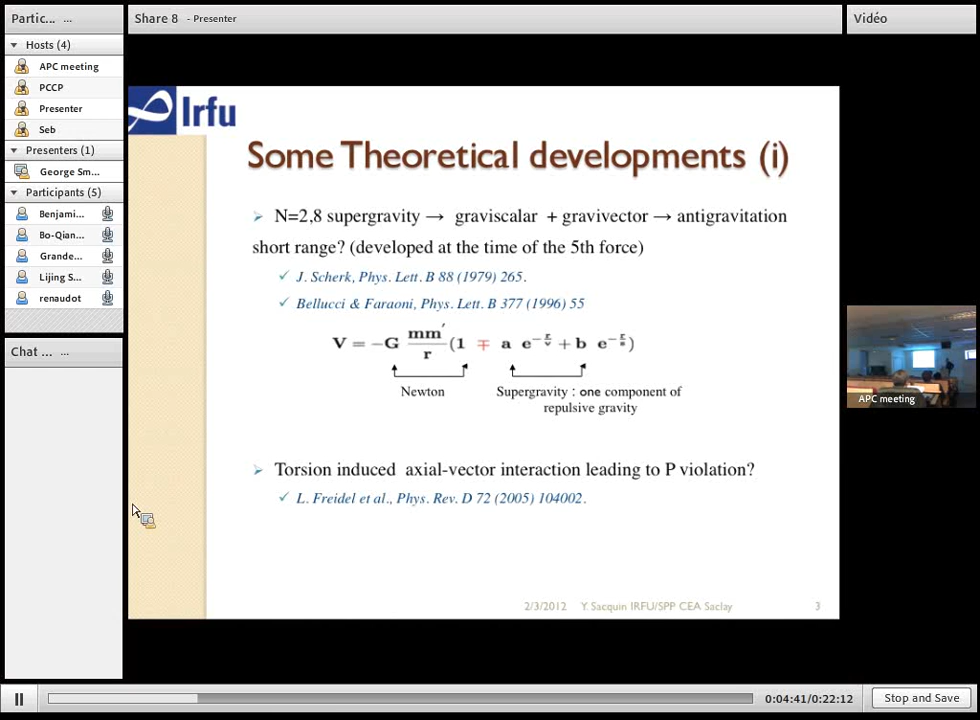 Partic... ...
Share 8 - Presenter
Vidéo
Hosts (4)
APC meeting
PCCP
Presenter
Seb
Presenters (1)
George Sm...
Participants (5)
Benjami...
Bo-Qian...
Grande...
Lijing S...
renaudot
Chat ... ...
Irfu
Some Theoretical developments (i)
N=2,8 supergravity → graviscalar + gravivector → antigravitation
short range? (developed at the time of the 5th force)
✓ J. Scherk, Phys. Lett. B 88 (1979) 265.
✓ Bellucci & Faraoni, Phys. Lett. B 377 (1996) 55
V = −G mm′/r (1 ∓ a e^{−r/v} + b e^{−r/s})
Newton
Supergravity : one component of
repulsive gravity
Torsion induced axial-vector interaction leading to P violation?
✓ L. Freidel et al., Phys. Rev. D 72 (2005) 104002.
2/3/2012 Y. Sacquin IRFU/SPP CEA Saclay 3
APC meeting
0:04:41/0:22:12
Stop and Save